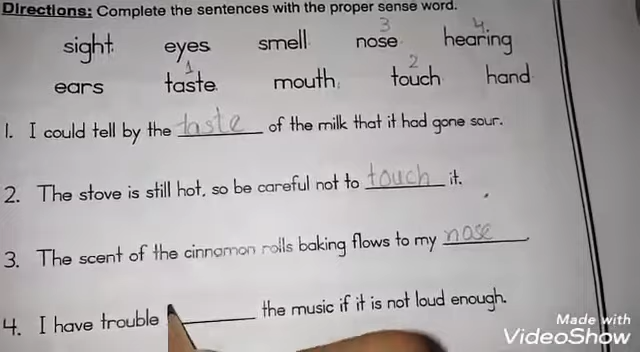 Directions: Complete the sentences with the proper sense word.
3 4
sight eyes smell nose hearing
1 2
ears taste mouth touch hand
1. I could tell by the taste of the milk that it had gone sour.
2. The stove is still hot, so be careful not to touch it.
3. The scent of the cinnamon rolls baking flows to my nose.
4. I have trouble ________ the music if it is not loud enough.
Made with
VideoShow